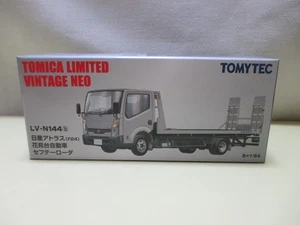 TOMICA LIMITED
VINTAGE NEO
TOMYTEC
LV-N144
日産アトラス(F24)
花見台自動車
セフテーローダ